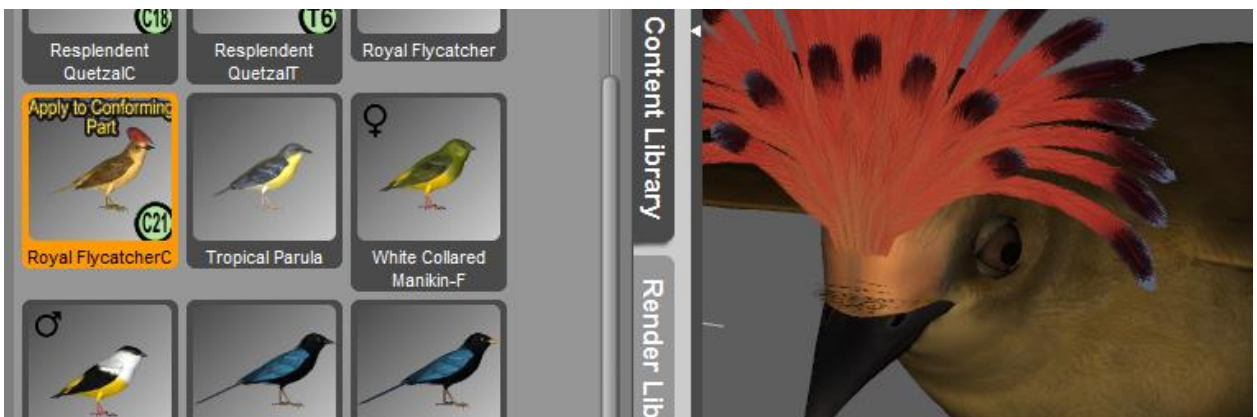 C18
T6
Resplendent
QuetzalC
Resplendent
QuetzalT
Royal Flycatcher
Apply to Conforming
Part
C21
Royal FlycatcherC
Tropical Parula
White Collared
Manikin-F
Content Library
Render Lib